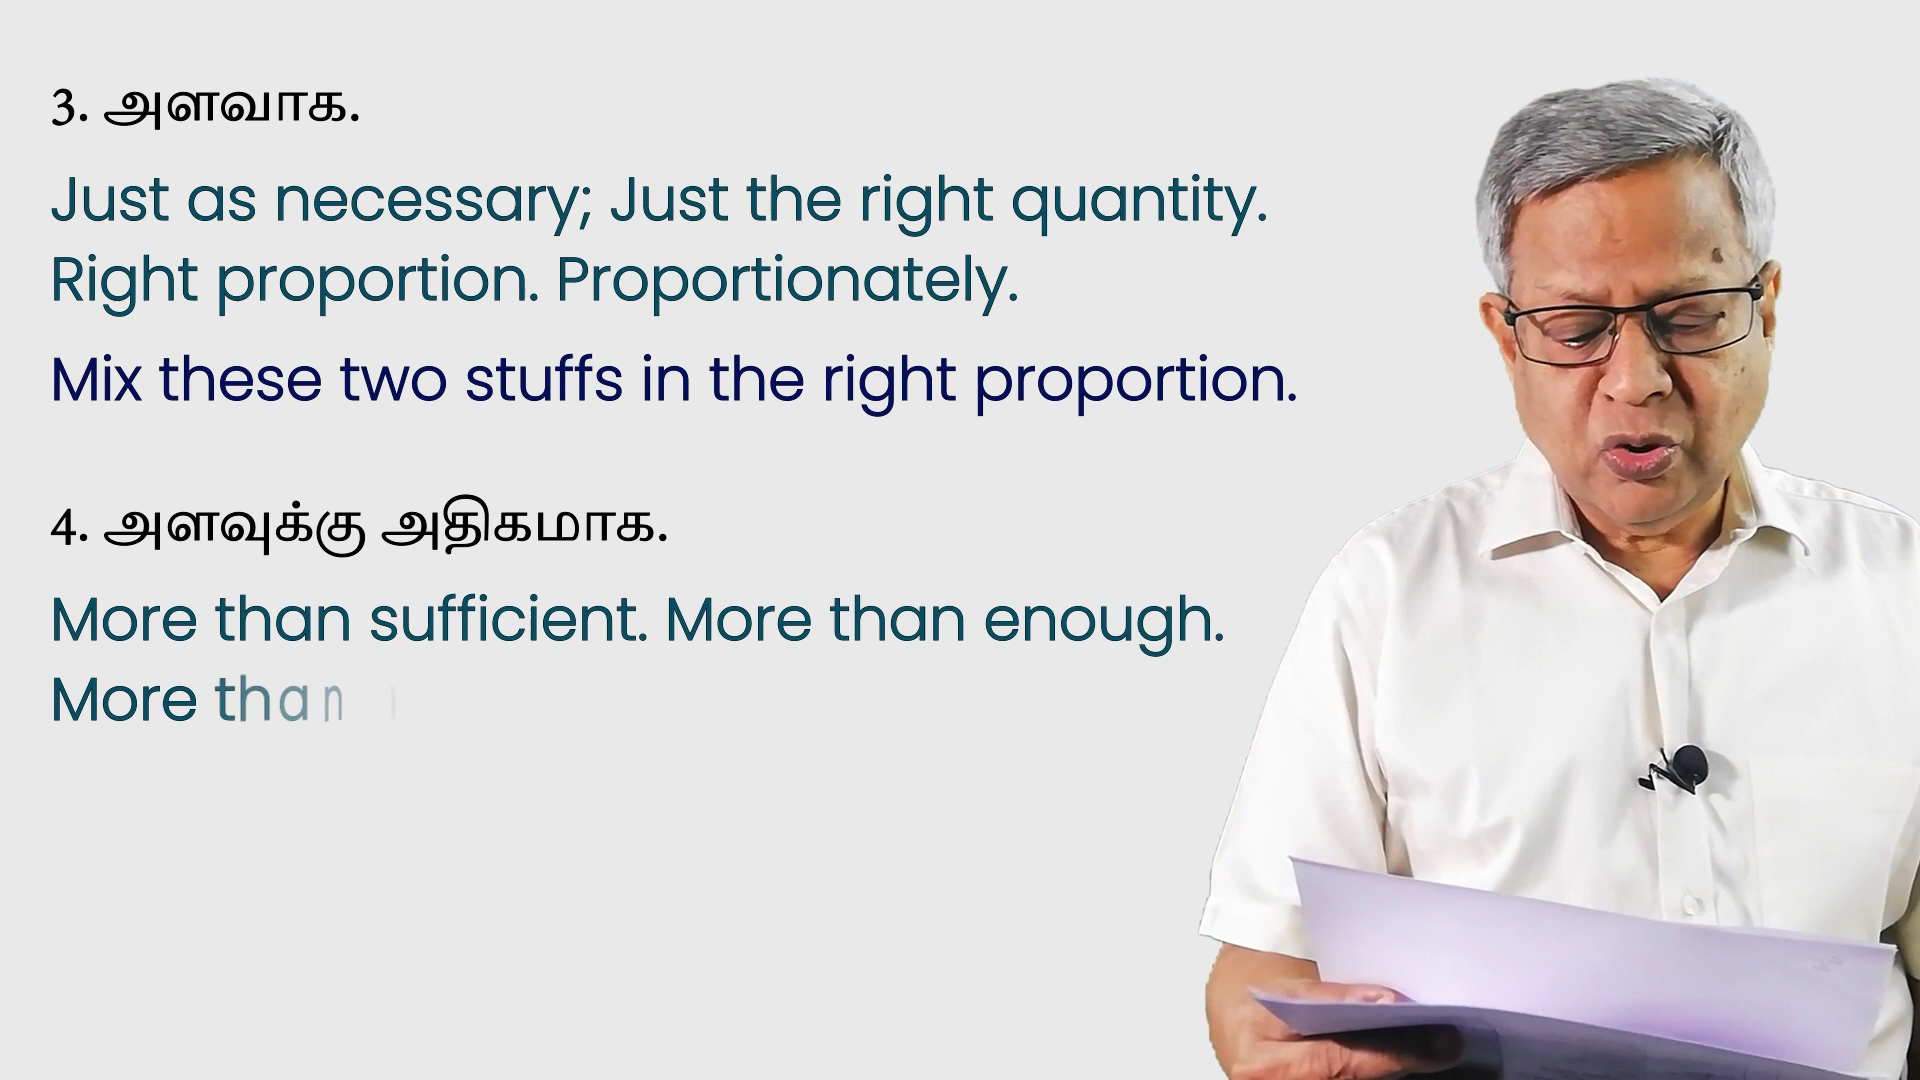 3. அளவாக.
Just as necessary; Just the right quantity.
Right proportion. Proportionately.
Mix these two stuffs in the right proportion.
4. அளவுக்கு அதிகமாக.
More than sufficient. More than enough.
More than